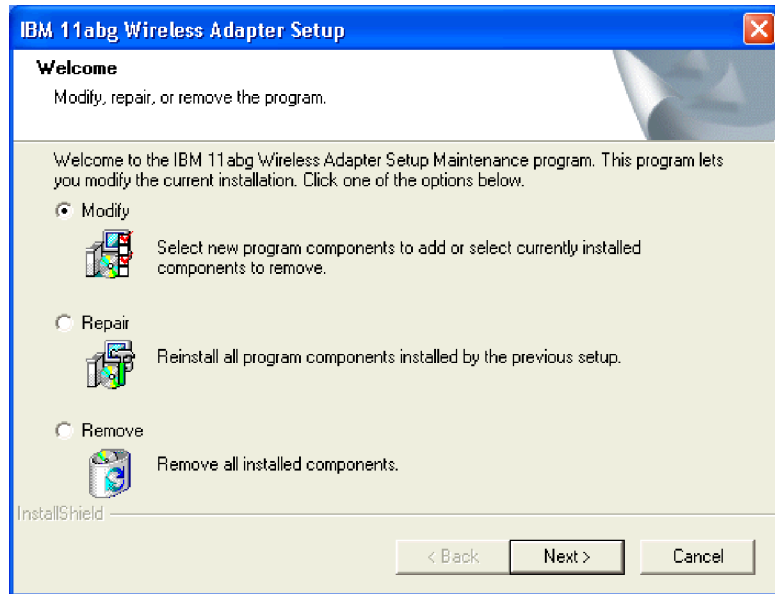 IBM 11abg Wireless Adapter Setup
Welcome
Modify, repair, or remove the program.
Welcome to the IBM 11abg Wireless Adapter Setup Maintenance program. This program lets
you modify the current installation. Click one of the options below.
Modify
Select new program components to add or select currently installed
components to remove.
Repair
Reinstall all program components installed by the previous setup.
Remove
Remove all installed components.
InstallShield
< Back
Next >
Cancel